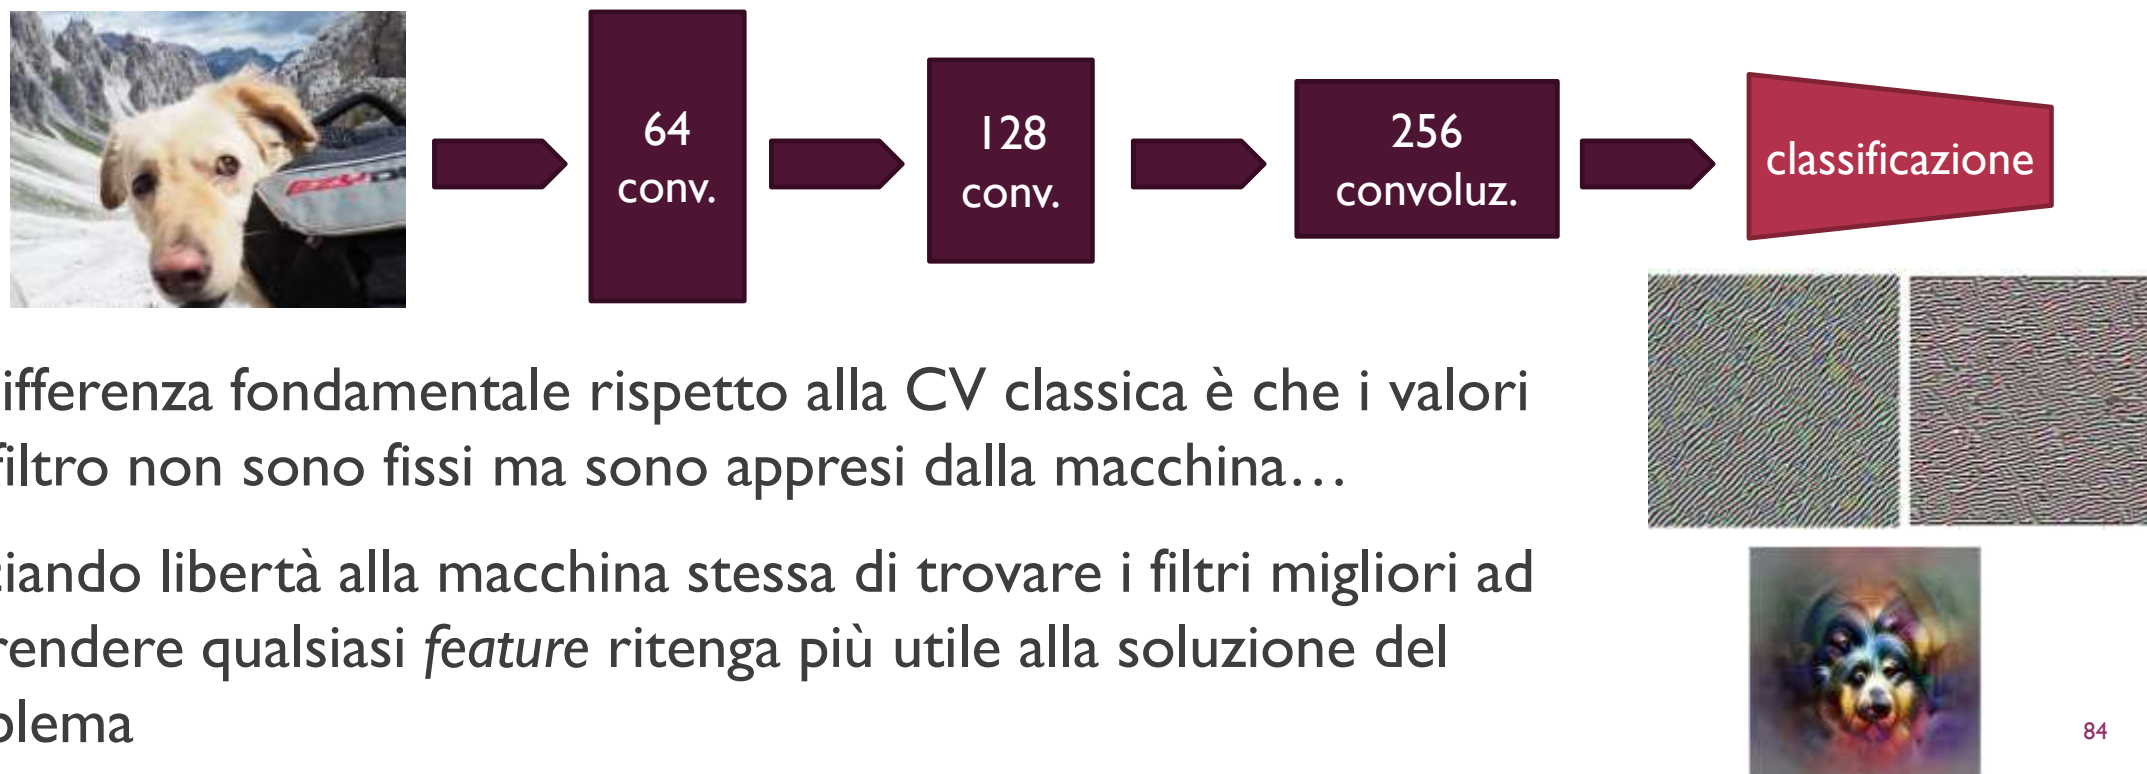 64
conv.
128
conv.
256
convoluz.
classificazione
ifferenza fondamentale rispetto alla CV classica è che i valori
filtro non sono fissi ma sono appresi dalla macchina…
iando libertà alla macchina stessa di trovare i filtri migliori ad
rendere qualsiasi feature ritenga più utile alla soluzione del
blema
84